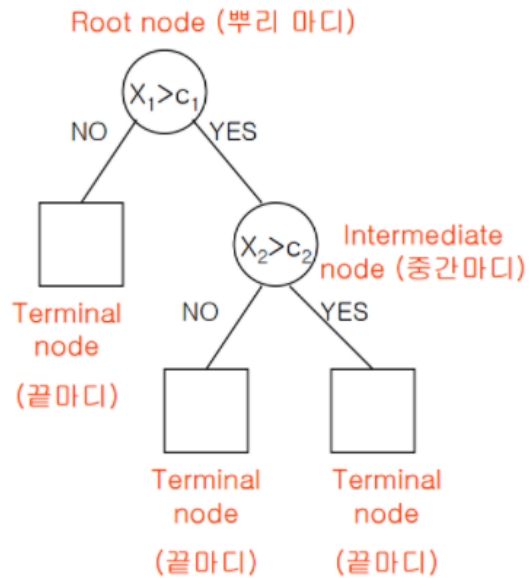 Root node (뿌리 마디)
X₁>c₁
NO
YES
X₂>c₂
Intermediate
node (중간마디)
Terminal
node
(끝마디)
NO
YES
Terminal
node
(끝마디)
Terminal
node
(끝마디)